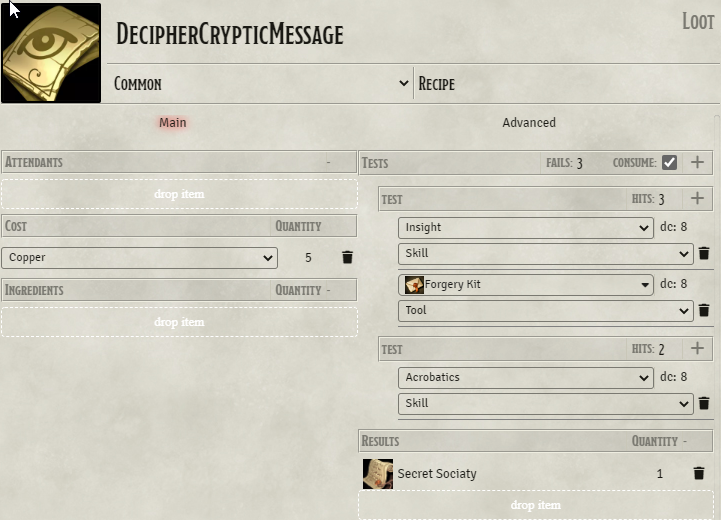 DecipherCrypticMessage
Loot
Common
Recipe
Main
Advanced
Attendants -
drop item
Cost Quantity
Copper 5
Ingredients Quantity -
drop item
Tests Fails: 3 Consume: +
Test Hits: 3 +
Insight dc: 8
Skill
Forgery Kit dc: 8
Tool
Test Hits: 2 +
Acrobatics dc: 8
Skill
Results Quantity -
Secret Sociaty 1
drop item